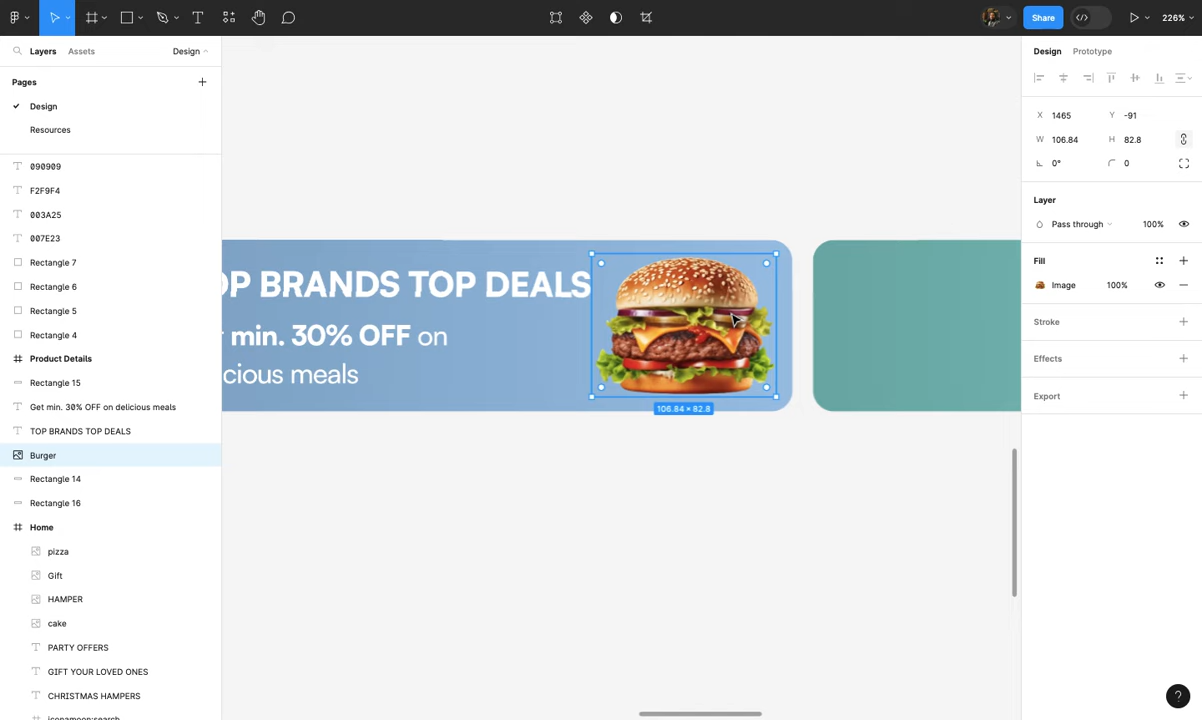 Share
226%
Layers
Assets
Design
Pages
Design
Resources
090909
F2F9F4
003A25
007E23
Rectangle 7
Rectangle 6
Rectangle 5
Rectangle 4
Product Details
Rectangle 15
Get min. 30% OFF on delicious meals
TOP BRANDS TOP DEALS
Burger
Rectangle 14
Rectangle 16
Home
pizza
Gift
HAMPER
cake
PARTY OFFERS
GIFT YOUR LOVED ONES
CHRISTMAS HAMPERS
iconamoon:search
OP BRANDS TOP DEALS
min. 30% OFF on
cious meals
106.84 × 82.8
Design
Prototype
X 1465
Y -91
W 106.84
H 82.8
0°
0
Layer
Pass through
100%
Fill
Image
100%
Stroke
Effects
Export
?